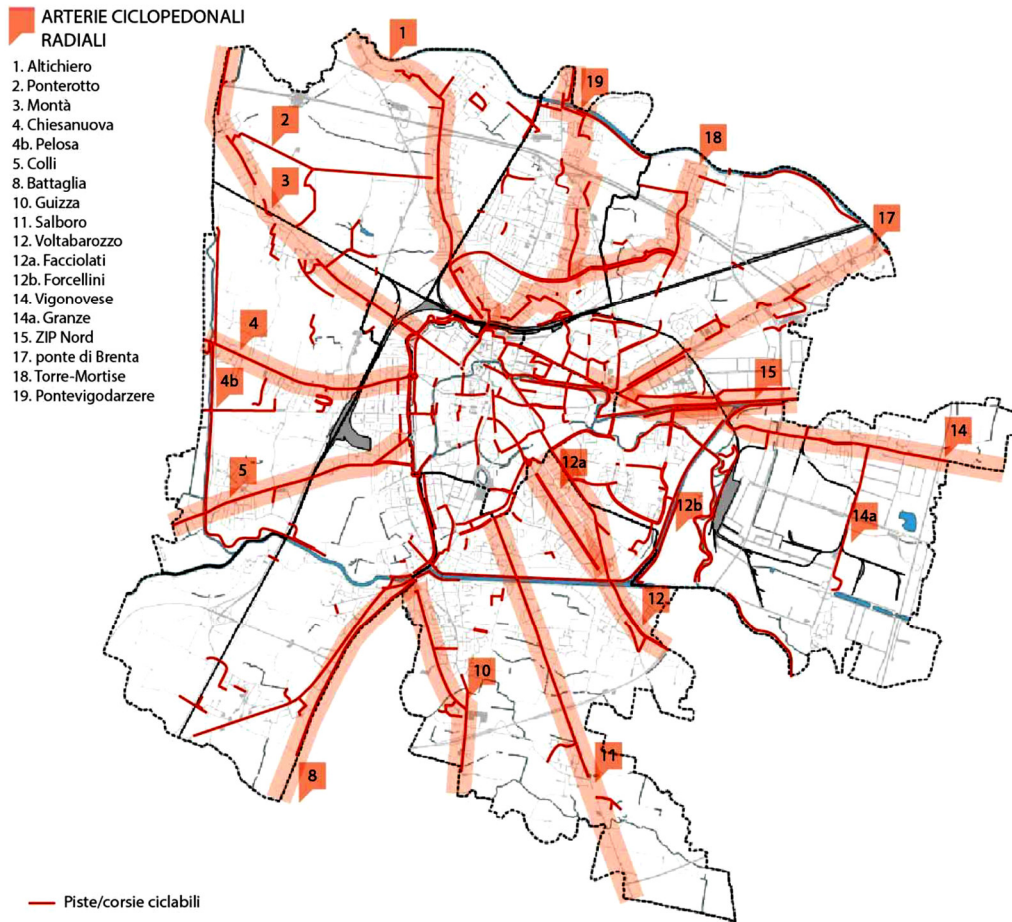 ARTERIE CICLOPEDONALI
RADIALI
1. Altichiero
2. Ponterotto
3. Montà
4. Chiesanuova
4b. Pelosa
5. Colli
8. Battaglia
10. Guizza
11. Salboro
12. Voltabarozzo
12a. Facciolati
12b. Forcellini
14. Vigonovese
14a. Granze
15. ZIP Nord
17. ponte di Brenta
18. Torre-Mortise
19. Pontevigodarzere
1
19
2
18
3
17
4
4b
15
14
12a
5
12b
14a
12
10
11
8
Piste/corsie ciclabili